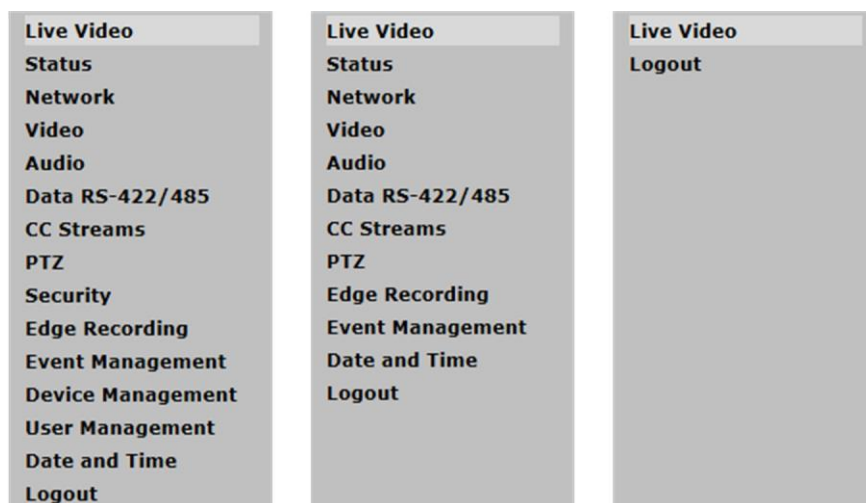 Live Video
Status
Network
Video
Audio
Data RS-422/485
CC Streams
PTZ
Security
Edge Recording
Event Management
Device Management
User Management
Date and Time
Logout
Live Video
Status
Network
Video
Audio
Data RS-422/485
CC Streams
PTZ
Edge Recording
Event Management
Date and Time
Logout
Live Video
Logout